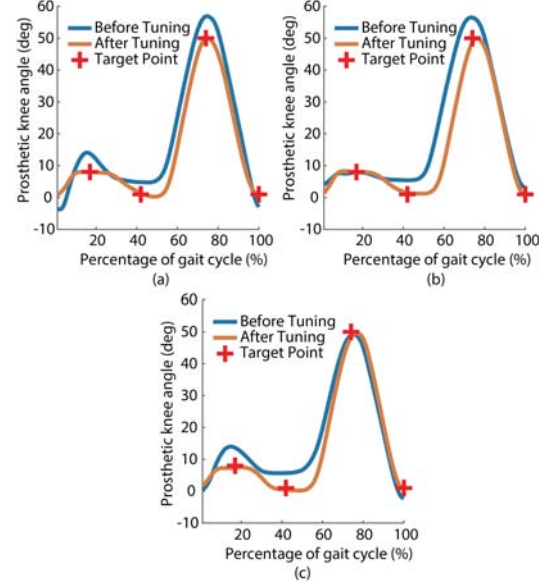 60
50
40
30
20
10
0
-10
Prosthetic knee angle (deg)
Before Tuning
After Tuning
Target Point
20 40 60 80 100
Percentage of gait cycle (%)
(a)
60
50
40
30
20
10
0
-10
Prosthetic knee angle (deg)
Before Tuning
After Tuning
Target Point
20 40 60 80 100
Percentage of gait cycle (%)
(b)
60
50
40
30
20
10
0
-10
Prosthetic knee angle (deg)
Before Tuning
After Tuning
Target Point
20 40 60 80 100
Percentage of gait cycle (%)
(c)